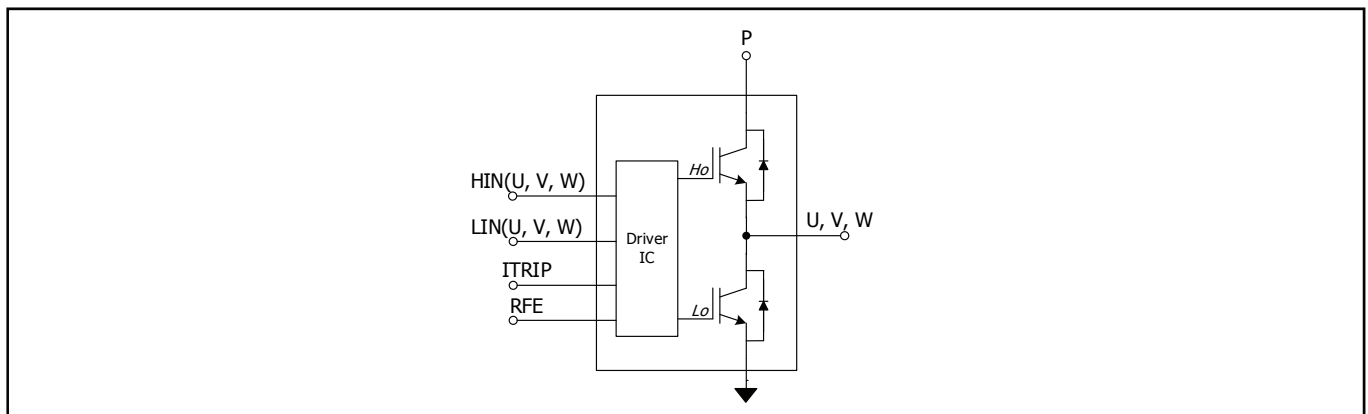 P
HIN(U, V, W)
Ho
LIN(U, V, W)
U, V, W
Driver
IC
ITRIP
RFE
Lo